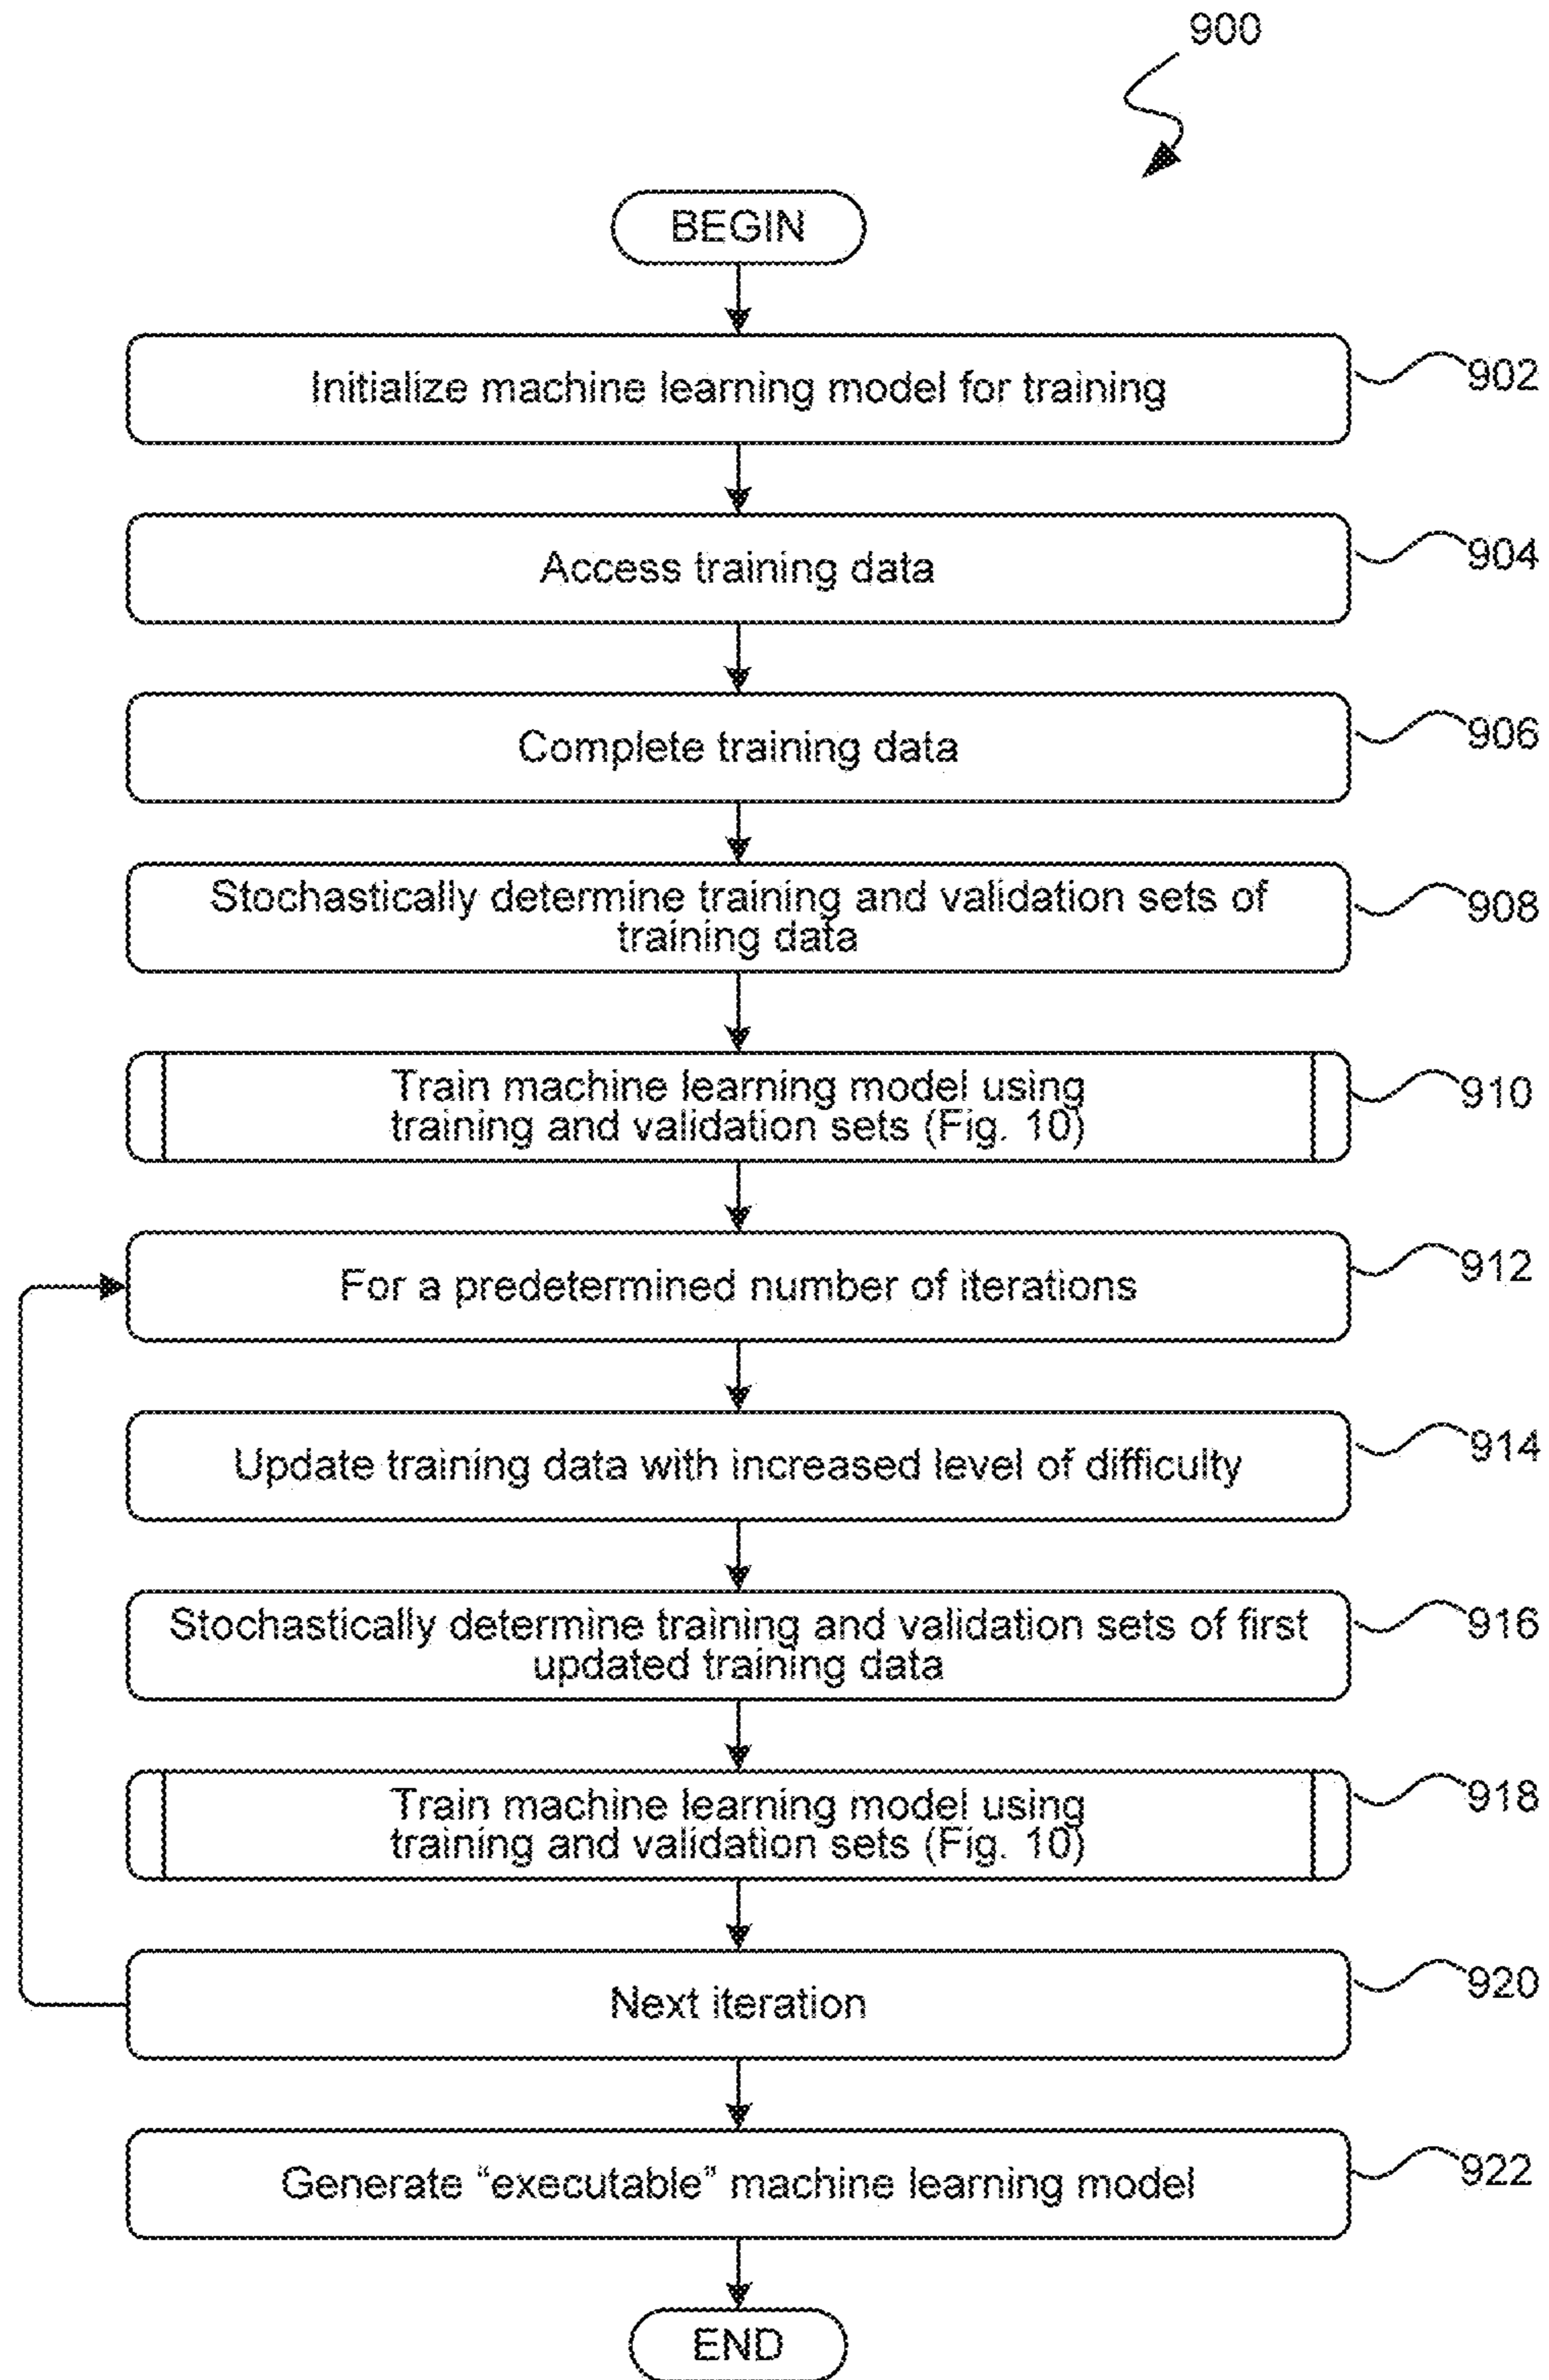 900
BEGIN
Initialize machine learning model for training
902
Access training data
904
Complete training data
906
Stochastically determine training and validation sets of
training data
908
Train machine learning model using
training and validation sets (Fig. 10)
910
For a predetermined number of iterations
912
Update training data with increased level of difficulty
914
Stochastically determine training and validation sets of first
updated training data
916
Train machine learning model using
training and validation sets (Fig. 10)
918
Next iteration
920
Generate “executable” machine learning model
922
END